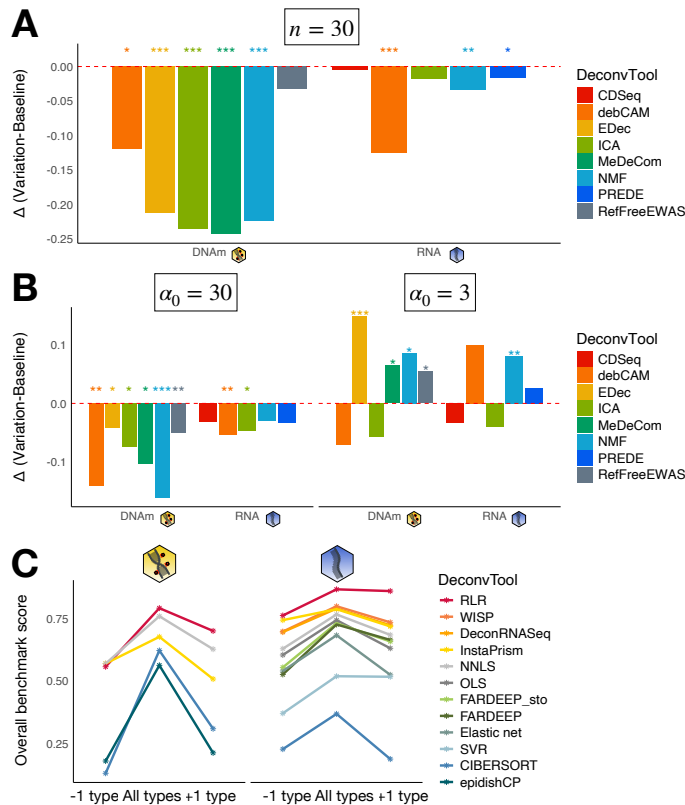 A
n = 30
* *** *** *** *** *** ** *
0.00
-0.05
-0.10
-0.15
-0.20
-0.25
Δ (Variation-Baseline)
DNAm
RNA
DeconvTool
CDSeq
debCAM
EDec
ICA
MeDeCom
NMF
PREDE
RefFreeEWAS
B
α0 = 30
α0 = 3
0.1
0.0
-0.1
Δ (Variation-Baseline)
** * * * *** ** ** *
*** * * * **
DNAm
RNA
DNAm
RNA
DeconvTool
CDSeq
debCAM
EDec
ICA
MeDeCom
NMF
PREDE
RefFreeEWAS
C
Overall benchmark score
0.75
0.50
0.25
-1 type All types +1 type
-1 type All types +1 type
DeconvTool
RLR
WISP
DeconRNASeq
InstaPrism
NNLS
OLS
FARDEEP_sto
FARDEEP
Elastic net
SVR
CIBERSORT
epidishCP